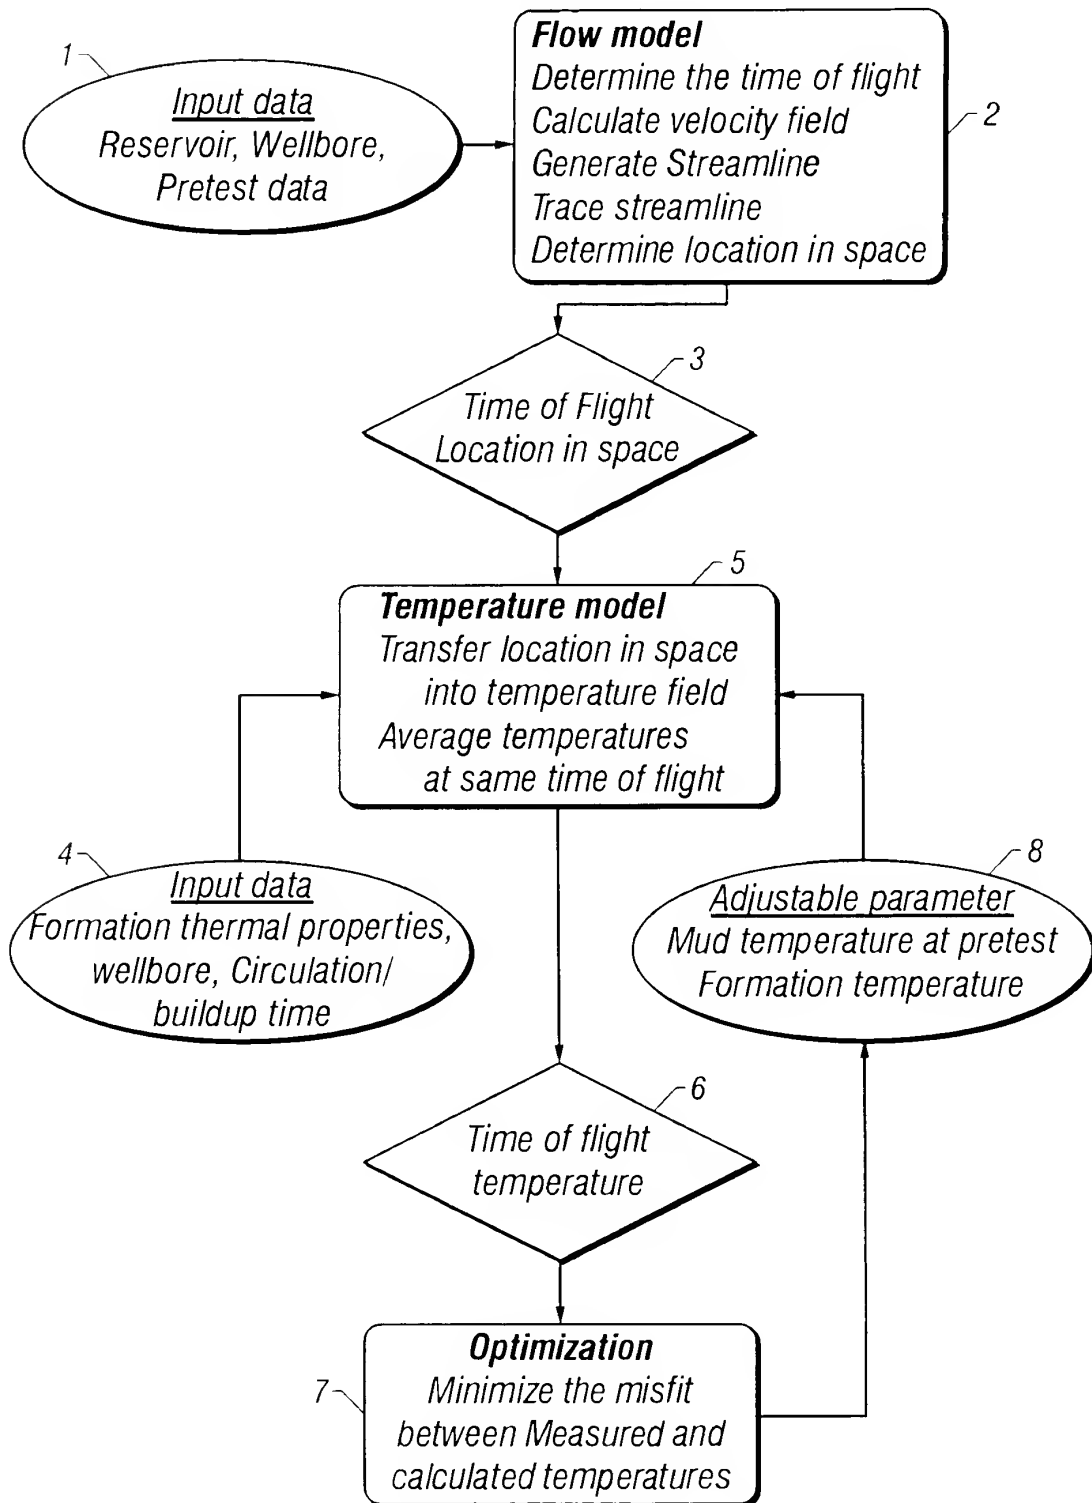 1
Input data
Reservoir, Wellbore,
Pretest data
Flow model
Determine the time of flight
Calculate velocity field
Generate Streamline
Trace streamline
Determine location in space
2
3
Time of Flight
Location in space
5
Temperature model
Transfer location in space
into temperature field
Average temperatures
at same time of flight
4
Input data
Formation thermal properties,
wellbore, Circulation/
buildup time
8
Adjustable parameter
Mud temperature at pretest
Formation temperature
6
Time of flight
temperature
7
Optimization
Minimize the misfit
between Measured and
calculated temperatures